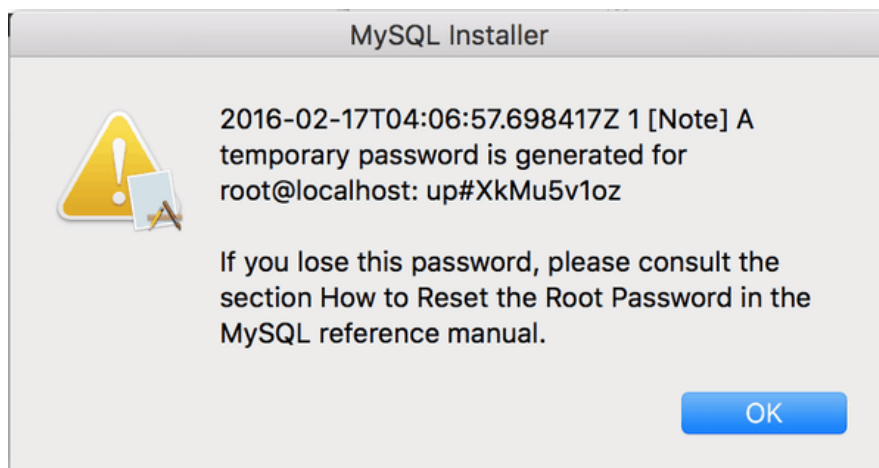 MySQL Installer
2016-02-17T04:06:57.698417Z 1 [Note] A
temporary password is generated for
root@localhost: up#XkMu5v1oz
If you lose this password, please consult the
section How to Reset the Root Password in the
MySQL reference manual.
OK